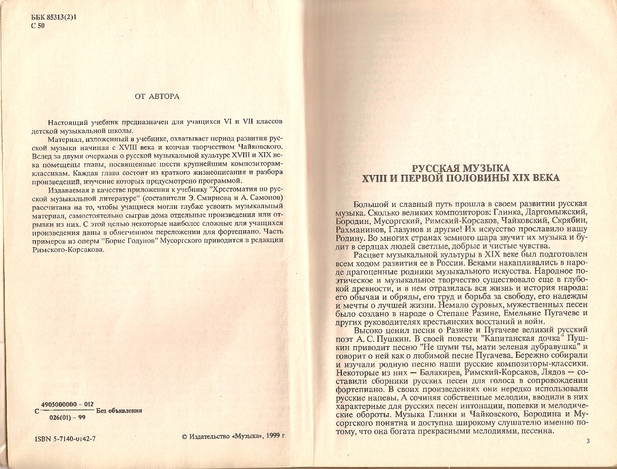 ББК 85313(2)1
С 50
ОТ АВТОРА
Настоящий учебник предназначен для учащихся VI и VII классов
детской музыкальной школы.
Материал, изложенный в учебнике, охватывает период развития рус-
ской музыки начиная с XVIII века и кончая творчеством Чайковского.
Вслед за двумя очерками о русской музыкальной культуре XVIII и XIX ве-
ка помещены главы, посвященные шести крупнейшим композиторам-
классикам. Каждая глава состоит из краткого жизнеописания и разбора
произведений, изучение которых предусмотрено программой.
Издаваемая в качестве приложения к учебнику "Хрестоматия по рус-
ской музыкальной литературе" (составители Э. Смирнова и А. Самонов)
рассчитана на то, чтобы учащиеся могли глубже усвоить музыкальный
материал, самостоятельно сыграв дома отдельные произведения или от-
рывки из них. С этой целью некоторые наиболее сложные для учащихся
произведения даны в облегченном переложении для фортепиано. Часть
примеров из оперы "Борис Годунов" Мусоргского приводится в редакции
Римского-Корсакова.
4905000000 — 012
С Без объявления
026(01) – 99
ISBN 5-7140-0142-7
© Издательство «Музыка», 1999 г.
РУССКАЯ МУЗЫКА
XVIII И ПЕРВОЙ ПОЛОВИНЫ XIX ВЕКА
Большой и славный путь прошла в своем развитии русская
музыка. Сколько великих композиторов: Глинка, Даргомыжский,
Бородин, Мусоргский, Римский-Корсаков, Чайковский, Скрябин,
Рахманинов, Глазунов и другие! Их искусство прославило нашу
Родину. Во многих странах земного шара звучит их музыка и бу-
дит в сердцах людей светлые, добрые и чистые чувства.
Расцвет музыкальной культуры в XIX веке был подготовлен
всем ходом развития ее в России. Веками накапливались в наро-
де драгоценные родники музыкального искусства. Народное по-
этическое и музыкальное творчество существовало еще в глубо-
кой древности, и в нем отразилась вся жизнь и история народа:
его обычаи и обряды, его труд и борьба за свободу, его надежды
и мечты о лучшей жизни. Немало суровых, мужественных песен
было создано в народе о Степане Разине, Емельяне Пугачеве и
других руководителях крестьянских восстаний и войн.
Высоко ценил песни о Разине и Пугачеве великий русский
поэт А. С. Пушкин. В своей повести "Капитанская дочка" Пуш-
кин приводит песню "Не шуми ты, мати зеленая дубравушка" и
говорит о ней как о любимой песне Пугачева. Бережно собирали
и изучали родную песню наши русские композиторы-классики.
Некоторые из них — Балакирев, Римский-Корсаков, Лядов — со-
ставили сборники русских песен для голоса в сопровождении
фортепиано. В своих произведениях они нередко использовали
русские напевы. А сочиняя собственные мелодии, вводили в них
характерные для русских песен интонации, попевки и мелодиче-
ские обороты. Музыка Глинки и Чайковского, Бородина и Му-
соргского понятна и доступна широкому слушателю именно по-
тому, что она богата прекрасными мелодиями, песенна.
3